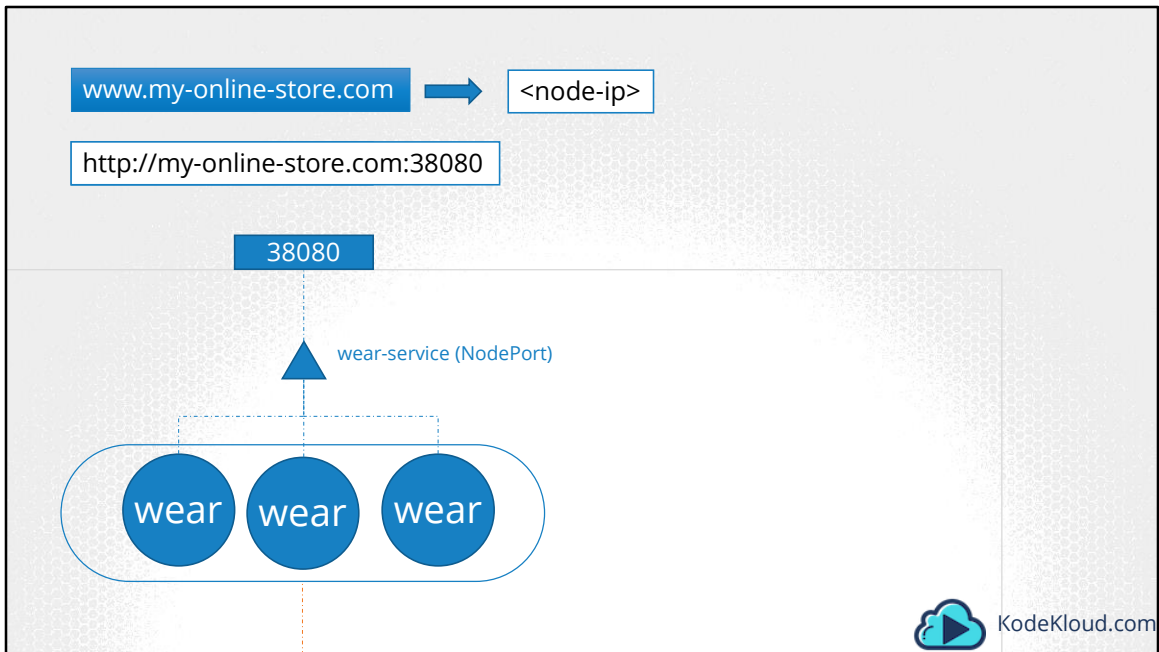 www.my-online-store.com
<node-ip>
http://my-online-store.com:38080
38080
wear-service (NodePort)
wear
wear
wear
KodeKloud.com